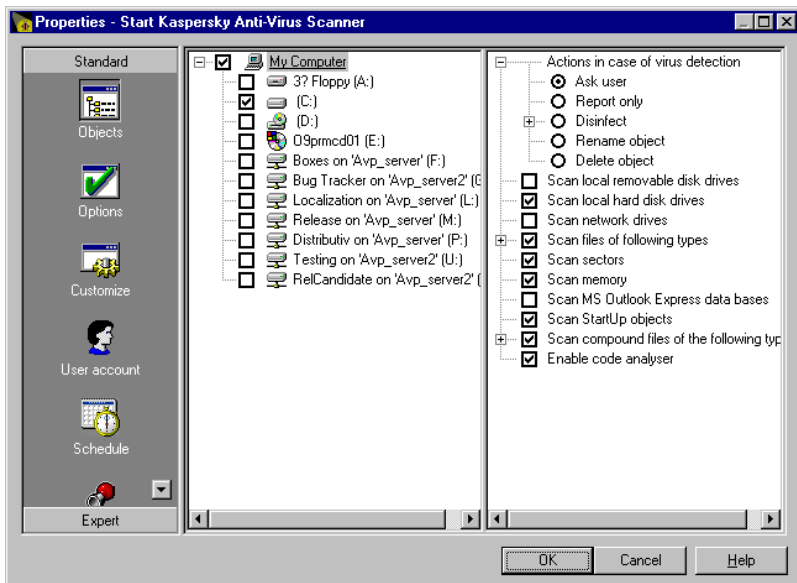 Properties - Start Kaspersky Anti-Virus Scanner
Standard
Objects
Options
Customize
User account
Schedule
Expert
My Computer
3? Floppy (A:)
(C:)
(D:)
09prmcd01 (E:)
Boxes on 'Avp_server' (F:)
Bug Tracker on 'Avp_server2' (G
Localization on 'Avp_server' (L:)
Release on 'Avp_server' (M:)
Distributiv on 'Avp_server' (P:)
Testing on 'Avp_server2' (U:)
RelCandidate on 'Avp_server2' (
Actions in case of virus detection
Ask user
Report only
Disinfect
Rename object
Delete object
Scan local removable disk drives
Scan local hard disk drives
Scan network drives
Scan files of following types
Scan sectors
Scan memory
Scan MS Outlook Express data bases
Scan StartUp objects
Scan compound files of the following typ
Enable code analyser
OK
Cancel
Help